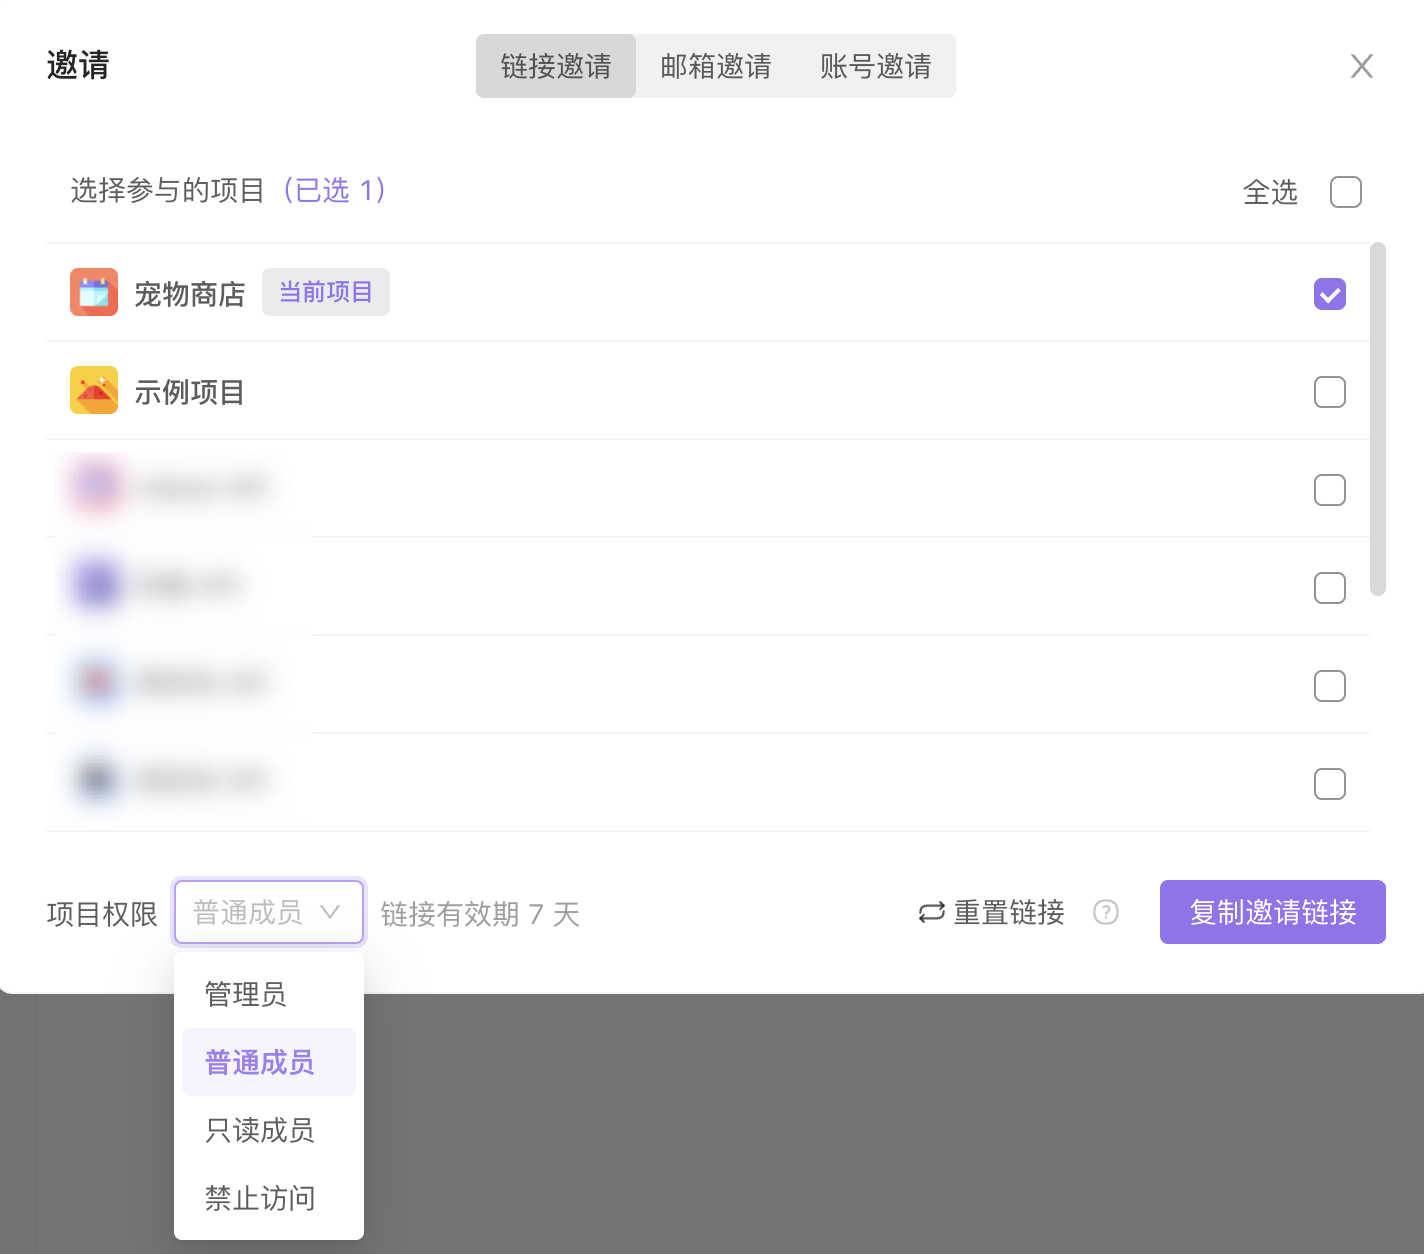 邀请
链接邀请 邮箱邀请 账号邀请
选择参与的项目（已选 1）
全选
宠物商店 当前项目
示例项目
项目权限 普通成员 链接有效期 7 天
重置链接 ?
复制邀请链接
管理员
普通成员
只读成员
禁止访问